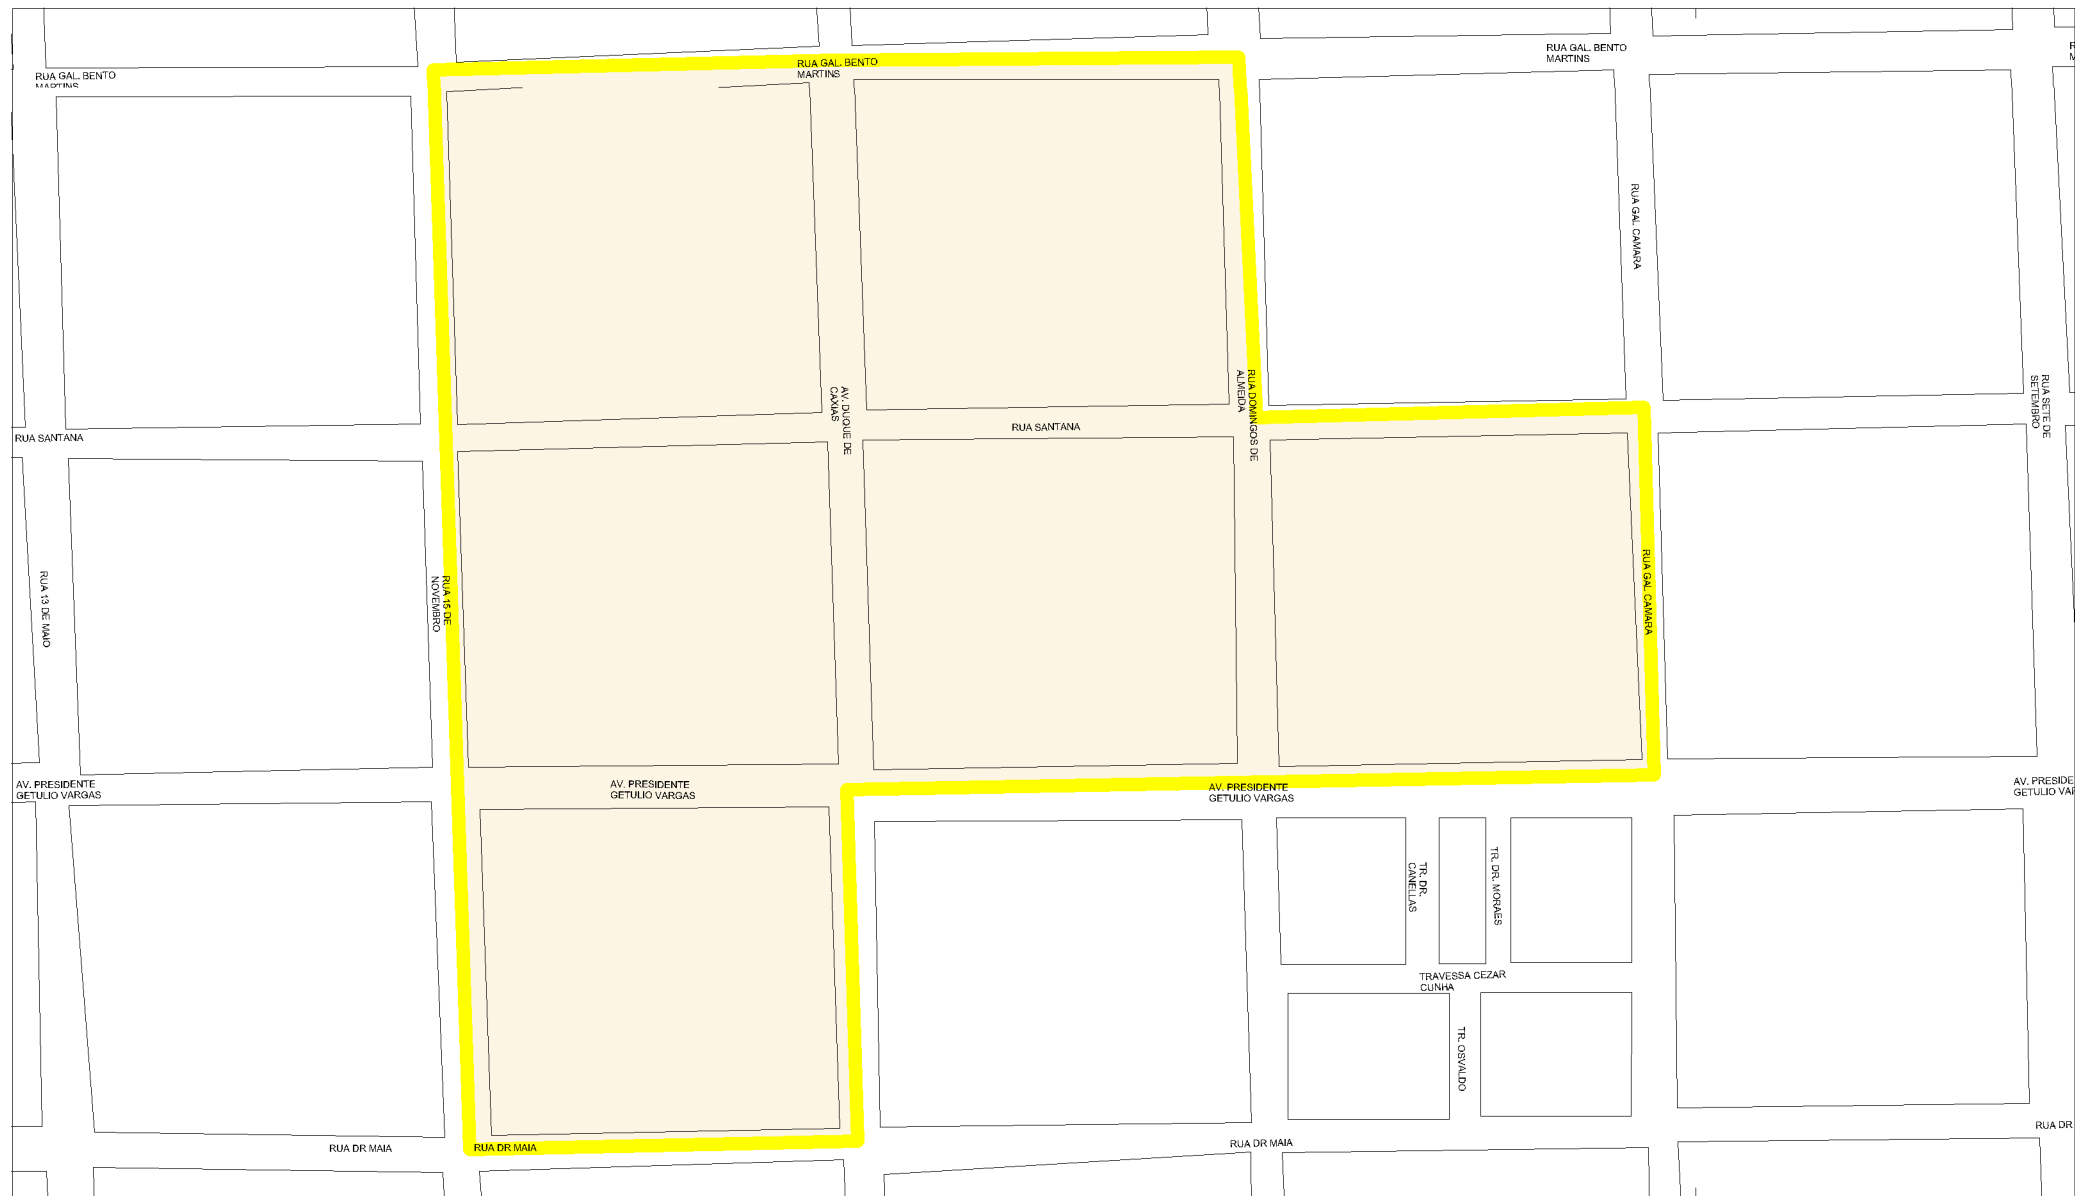 RUA GAL. BENTO
MARTINS
RUA GAL. BENTO
MARTINS
RUA GAL. BENTO
MARTINS
RUA GAL CAMARA
RUA DOMINGOS DE
ALMEIDA
AV. DUQUE DE
CAXIAS
RUA SETE DE
SETEMBRO
RUA SANTANA
RUA SANTANA
RUA 13 DE MAIO
RUA 15 DE
NOVEMBRO
RUA GAL CAMARA
AV. PRESIDENTE
GETULIO VARGAS
AV. PRESIDENTE
GETULIO VARGAS
AV. PRESIDENTE
GETULIO VARGAS
AV. PRESIDE
GETULIO VAR
TR. DR.
CANELLAS
TR. DR. MORAES
TRAVESSA CEZAR
CUNHA
TR. OSVALDO
RUA DR MAIA
RUA DR MAIA
RUA DR MAIA
RUA DR